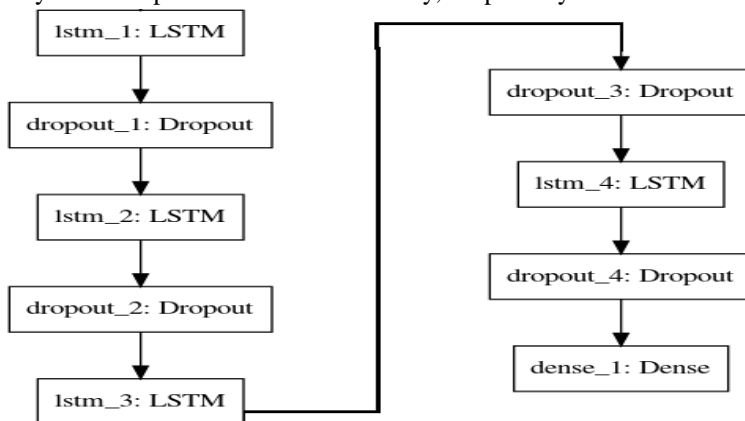 lstm_1: LSTM
dropout_1: Dropout
lstm_2: LSTM
dropout_2: Dropout
lstm_3: LSTM
dropout_3: Dropout
lstm_4: LSTM
dropout_4: Dropout
dense_1: Dense